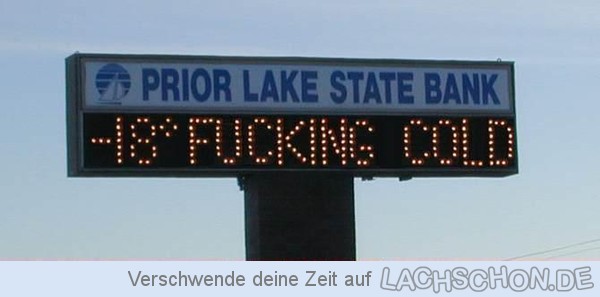 PRIOR LAKE STATE BANK
-18° FUCKING COLD
Verschwende deine Zeit auf LACHSCHON.DE